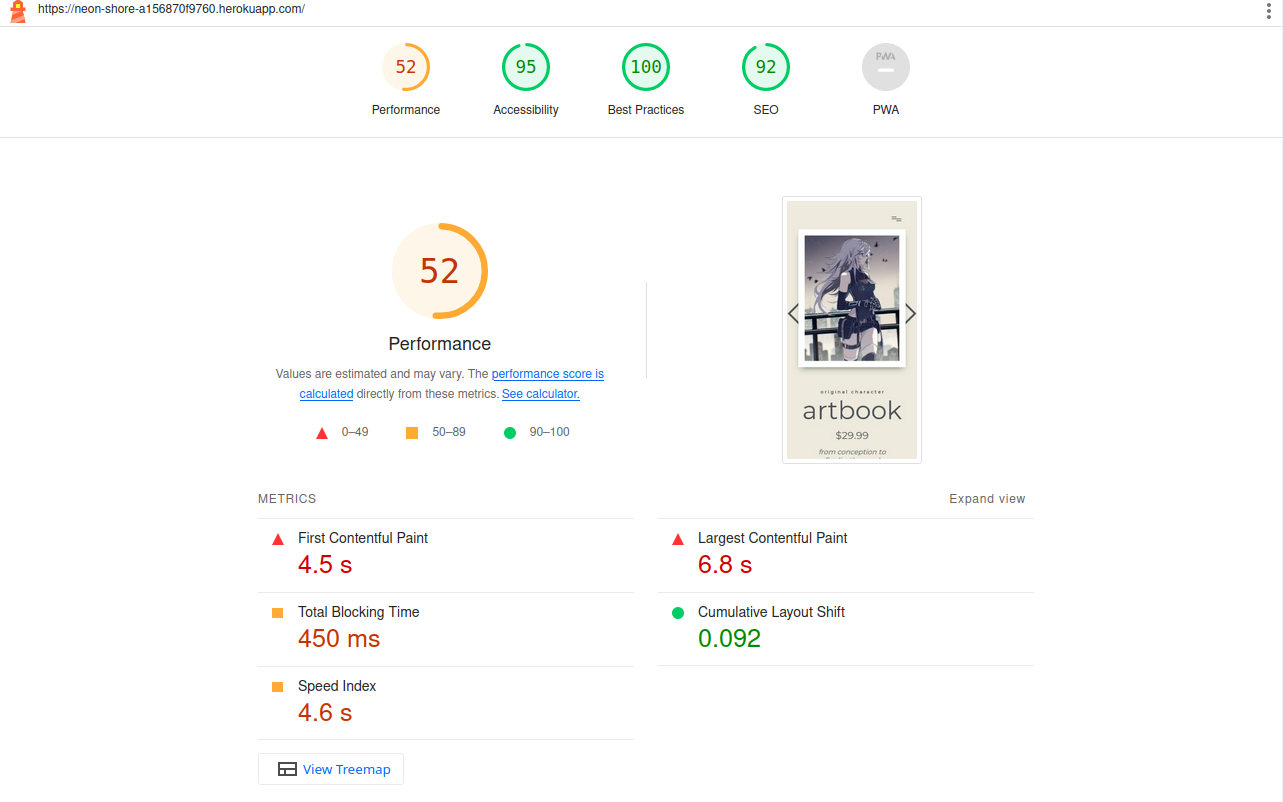 https://neon-shore-a156870f9760.herokuapp.com/
52
95
100
92
PWA
Performance
Accessibility
Best Practices
SEO
PWA
52
Performance
Values are estimated and may vary. The performance score is
calculated directly from these metrics. See calculator.
0–49
50–89
90–100
original character
artbook
$29.99
from conception to
METRICS
Expand view
First Contentful Paint
4.5 s
Largest Contentful Paint
6.8 s
Total Blocking Time
450 ms
Cumulative Layout Shift
0.092
Speed Index
4.6 s
View Treemap